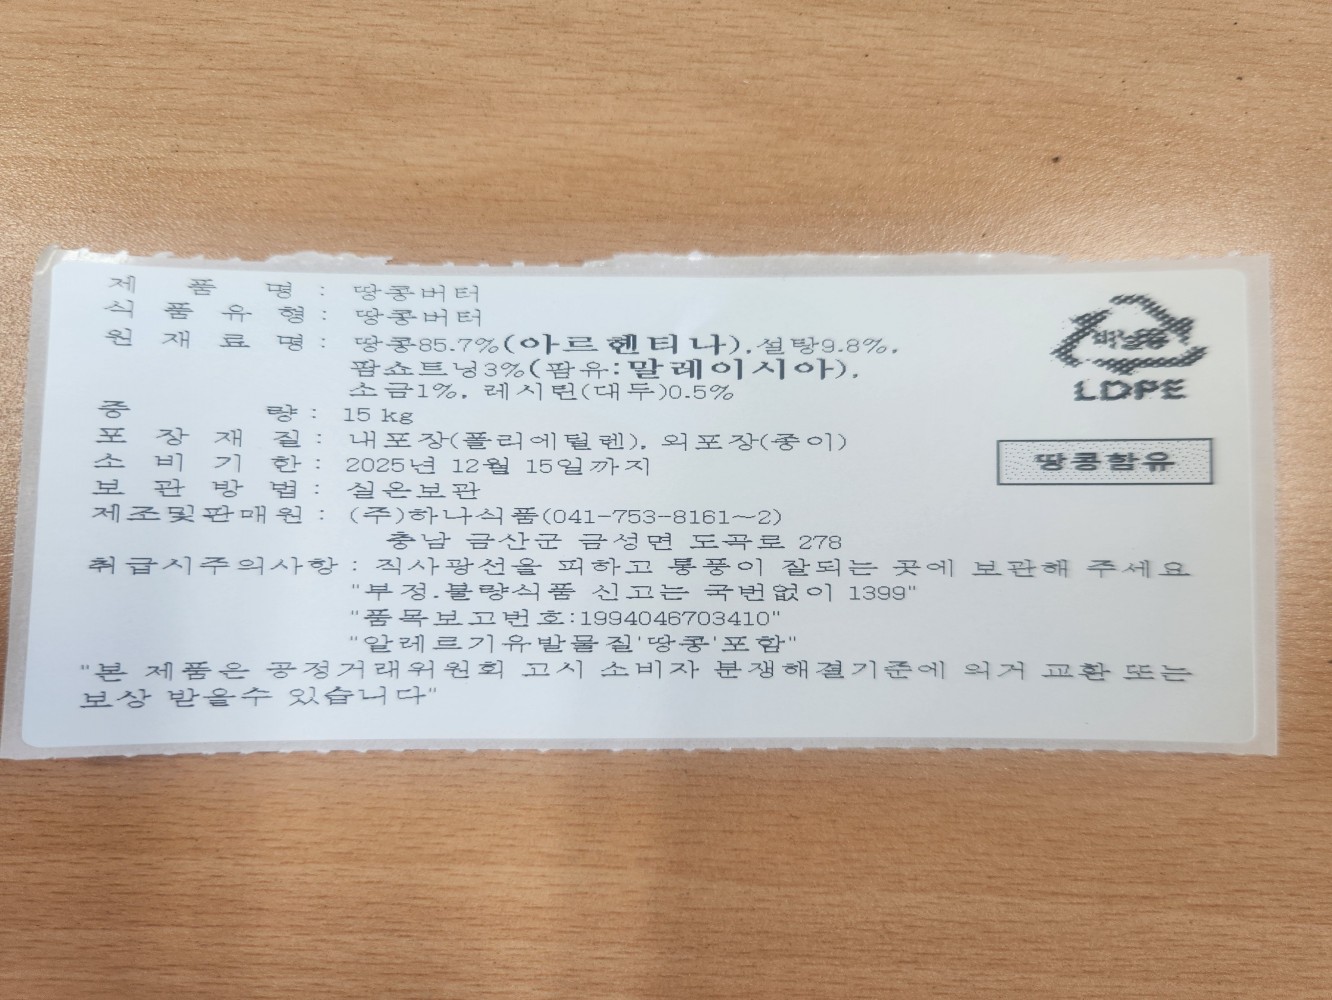 제 품 명 : 땅콩버터
식 품 유 형 : 땅콩버터
원 재 료 명 : 땅콩85.7%(아르헨티나),설탕9.8%,
팜쇼트닝3%(팜유:말레이시아),
소금1%, 레시틴(대두)0.5%
중 량 : 15 kg
포 장 재 질 : 내포장(폴리에틸렌), 외포장(종이)
소 비 기 한 : 2025년 12월 15일까지
보 관 방 법 : 실온보관
제조및판매원 : (주)하나식품(041-753-8161~2)
충남 금산군 금성면 도곡로 278
취급시주의사항 : 직사광선을 피하고 통풍이 잘되는 곳에 보관해 주세요
"부정.불량식품 신고는 국번없이 1399"
"품목보고번호:1994046703410"
"알레르기유발물질'땅콩'포함"
"본 제품은 공정거래위원회 고시 소비자 분쟁해결기준에 의거 교환 또는
보상 받을수 있습니다"
비닐류
LDPE
땅콩함유